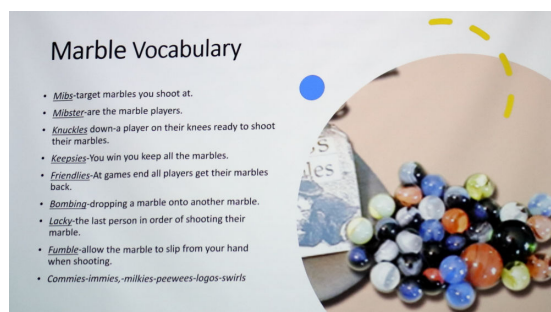 Marble Vocabulary
• Mibs-target marbles you shoot at.
• Mibster-are the marble players.
• Knuckles down-a player on their knees ready to shoot
their marbles.
• Keepsies-You win you keep all the marbles.
• Friendlies-At games end all players get their marbles
back.
• Bombing-dropping a marble onto another marble.
• Lacky-the last person in order of shooting their
marble.
• Fumble-allow the marble to slip from your hand
when shooting.
• Commies-immies,-milkies-peewees-logos-swirls